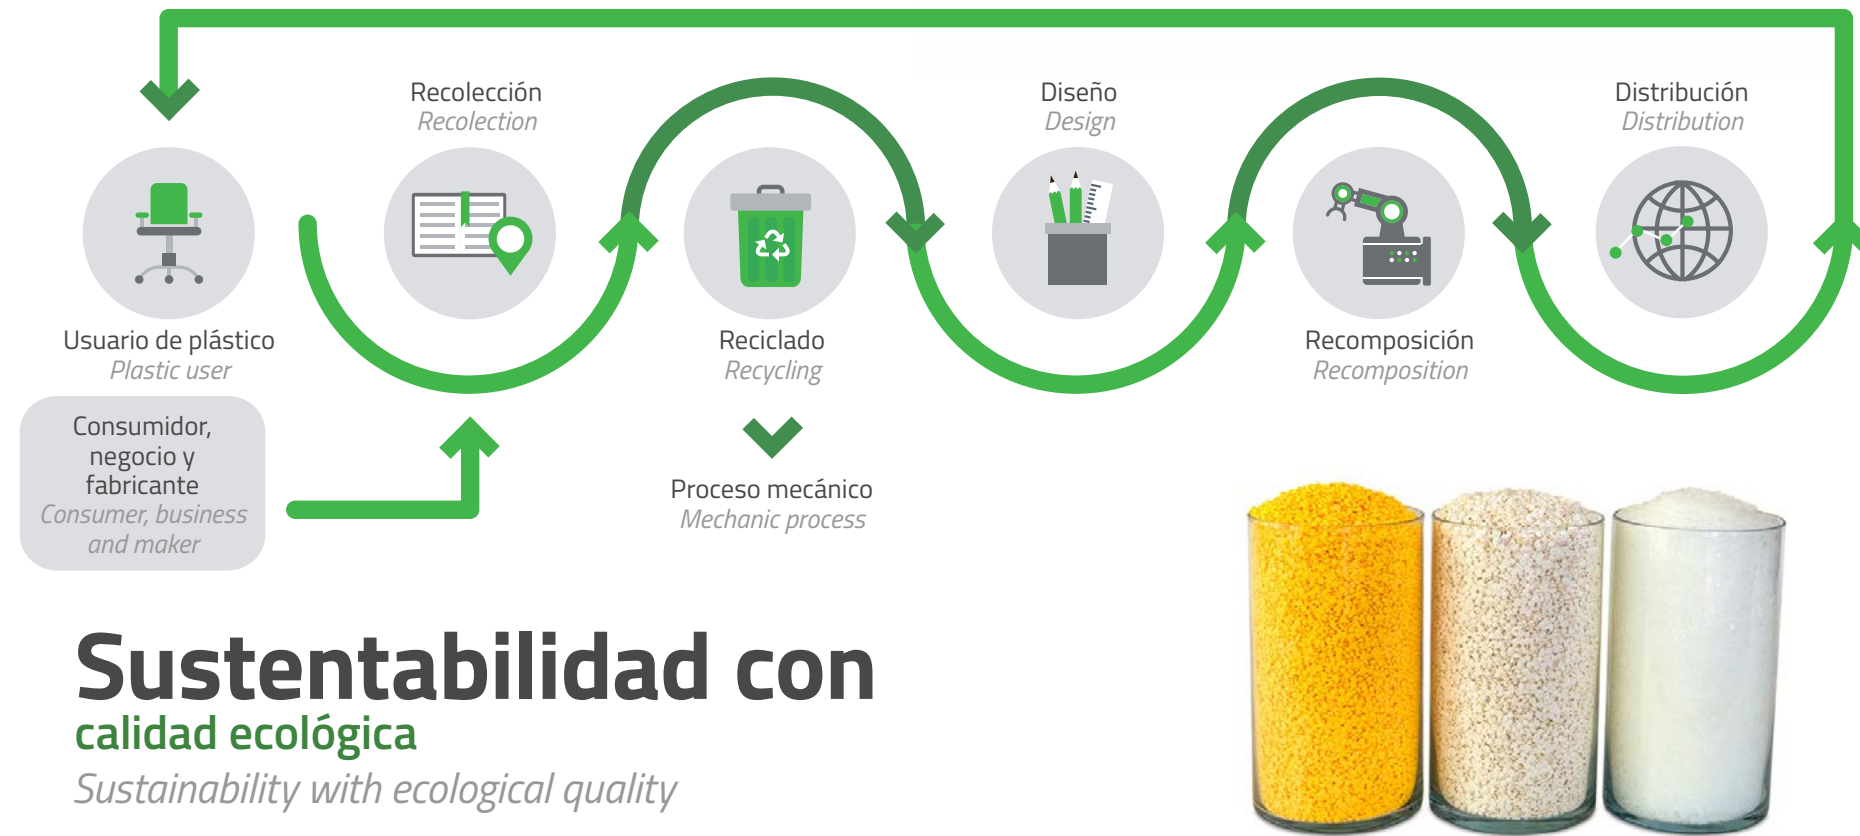 Recolección
Recolection
Diseño
Design
Distribución
Distribution
Usuario de plástico
Plastic user
Reciclado
Recycling
Recomposición
Recomposition
Consumidor,
negocio y
fabricante
Consumer, business
and maker
Proceso mecánico
Mechanic process
Sustentabilidad con
calidad ecológica
Sustainability with ecological quality